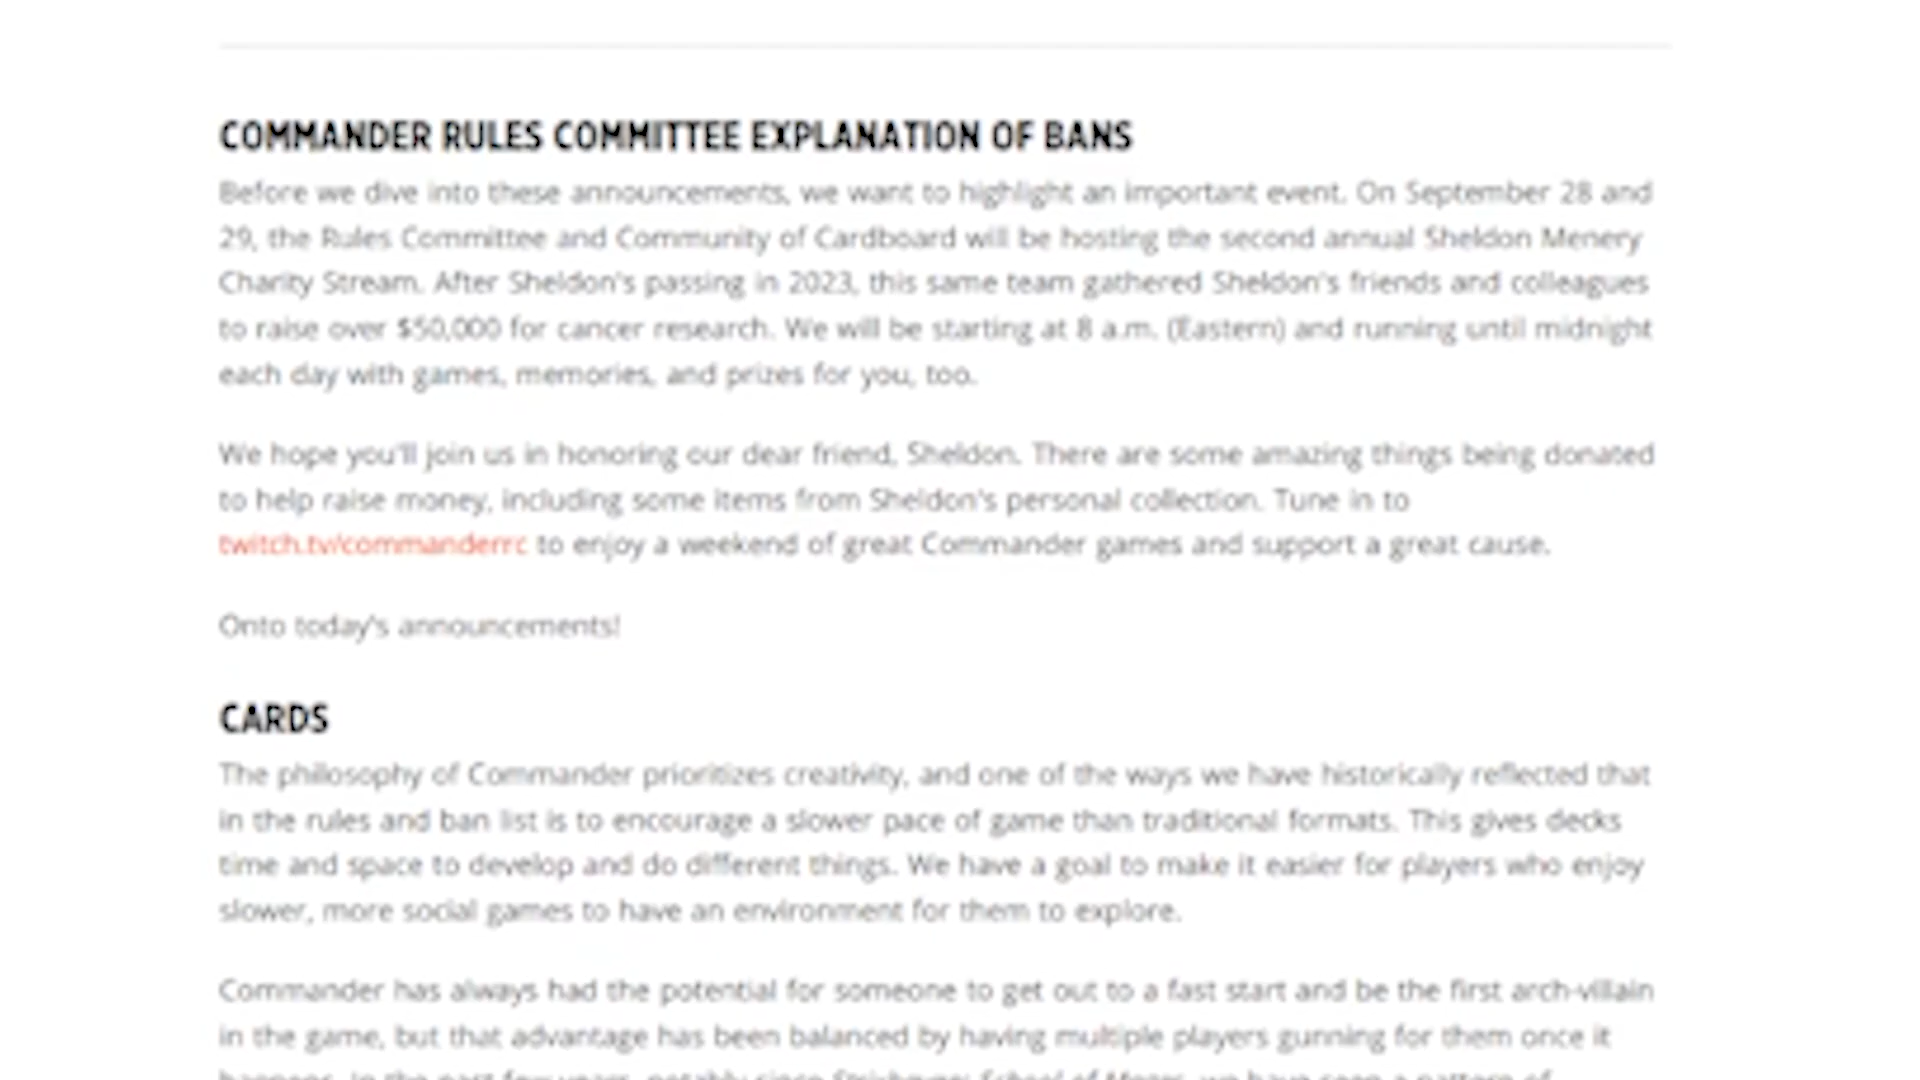 COMMANDER RULES COMMITTEE EXPLANATION OF BANS
Before we dive into these announcements, we want to highlight an important event. On September 28 and
29, the Rules Committee and Community of Cardboard will be hosting the second annual Sheldon Menery
Charity Stream. After Sheldon's passing in 2023, this same team gathered Sheldon's friends and colleagues
to raise over $50,000 for cancer research. We will be starting at 8 a.m. (Eastern) and running until midnight
each day with games, memories, and prizes for you, too.
We hope you'll join us in honoring our dear friend, Sheldon. There are some amazing things being donated
to help raise money, including some items from Sheldon's personal collection. Tune in to
twitch.tv/commanderrc to enjoy a weekend of great Commander games and support a great cause.
Onto today's announcements!
CARDS
The philosophy of Commander prioritizes creativity, and one of the ways we have historically reflected that
in the rules and ban list is to encourage a slower pace of game than traditional formats. This gives decks
time and space to develop and do different things. We have a goal to make it easier for players who enjoy
slower, more social games to have an environment for them to explore.
Commander has always had the potential for someone to get out to a fast start and be the first arch-villain
in the game, but that advantage has been balanced by having multiple players gunning for them once it